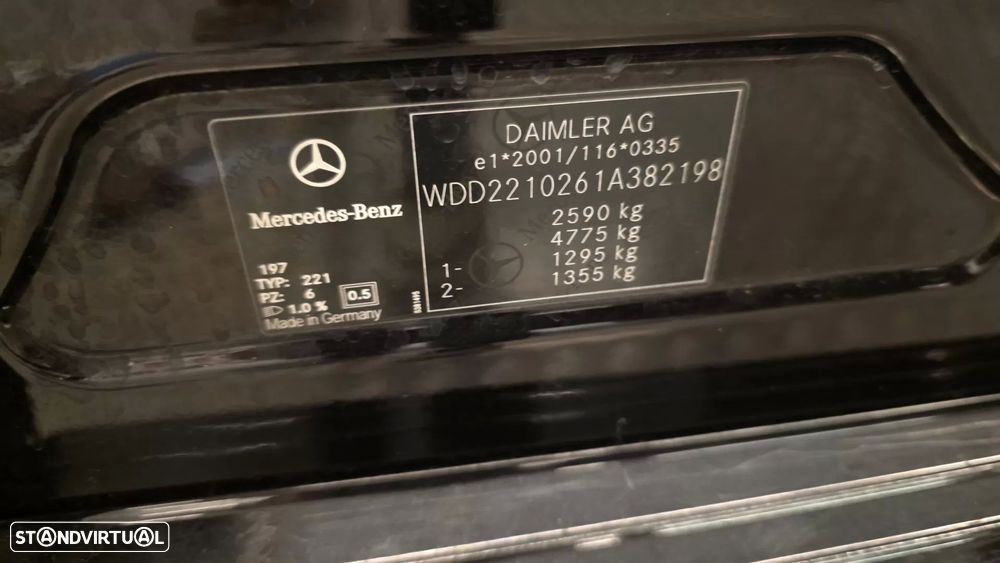 Mercedes-Benz
197
TYP: 221
PZ: 6
1.0 % 0.5
Made in Germany
DAIMLER AG
e1*2001/116*0335
WDD2210261A382198
2590 kg
4775 kg
1- 1295 kg
2- 1355 kg
STANDVIRTUAL